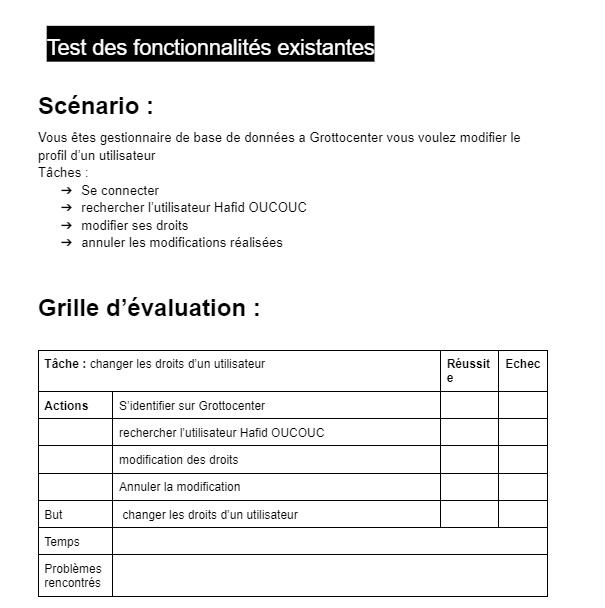 Test des fonctionnalités existantes
Scénario :
Vous êtes gestionnaire de base de données a Grottocenter vous voulez modifier le
profil d’un utilisateur
Tâches :
➔ Se connecter
➔ rechercher l’utilisateur Hafid OUCOUC
➔ modifier ses droits
➔ annuler les modifications réalisées
Grille d’évaluation :
Tâche : changer les droits d’un utilisateur Réussit Echec
e
Actions S’identifier sur Grottocenter
rechercher l’utilisateur Hafid OUCOUC
modification des droits
Annuler la modification
But changer les droits d’un utilisateur
Temps
Problèmes
rencontrés